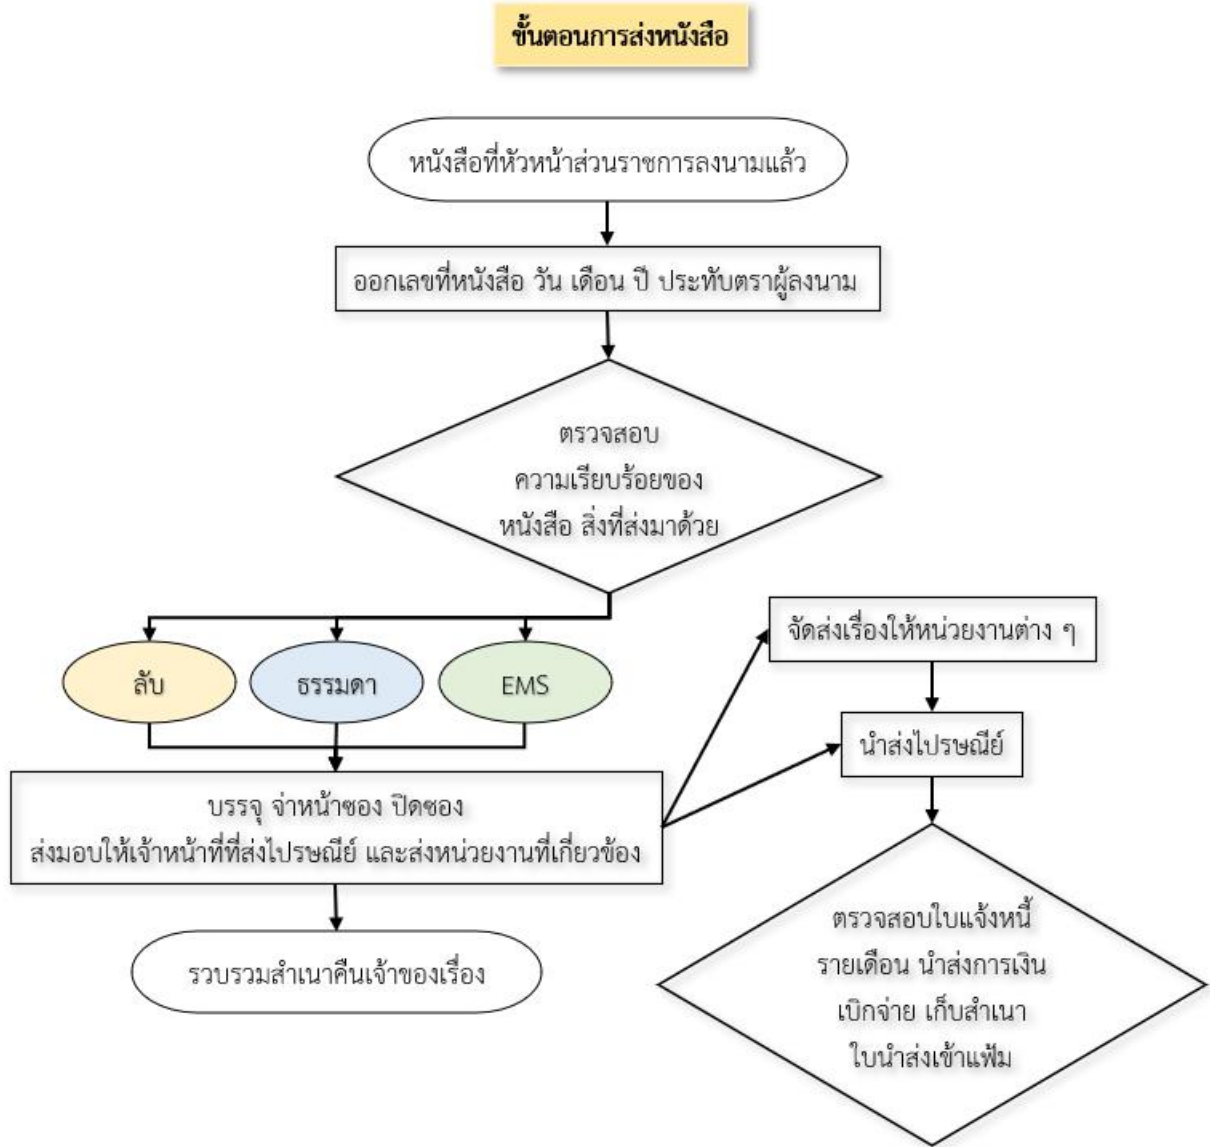 ขั้นตอนการส่งหนังสือ
หนังสือที่หัวหน้าส่วนราชการลงนามแล้ว
ออกเลขที่หนังสือ วัน เดือน ปี ประทับตราผู้ลงนาม
ตรวจสอบ
ความเรียบร้อยของ
หนังสือ สิ่งที่ส่งมาด้วย
ลับ
ธรรมดา
EMS
บรรจุ จ่าหน้าซอง ปิดซอง
ส่งมอบให้เจ้าหน้าที่ที่ส่งไปรษณีย์ และส่งหน่วยงานที่เกี่ยวข้อง
รวบรวมสำเนาคืนเจ้าของเรื่อง
จัดส่งเรื่องให้หน่วยงานต่าง ๆ
นำส่งไปรษณีย์
ตรวจสอบใบแจ้งหนี้
รายเดือน นำส่งการเงิน
เบิกจ่าย เก็บสำเนา
ใบนำส่งเข้าแฟ้ม